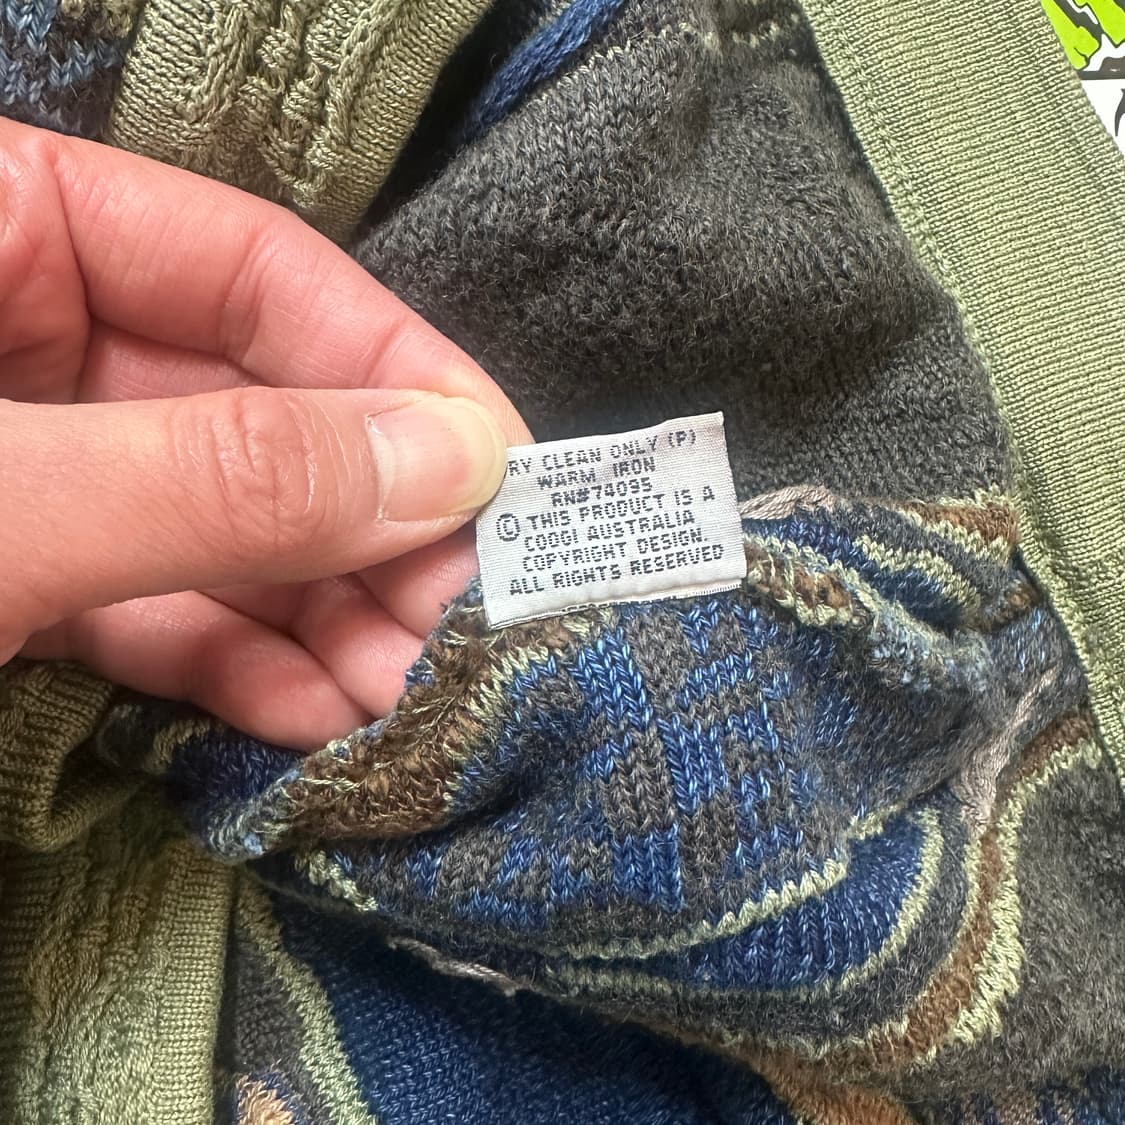 RY CLEAN ONLY (P)
WARM IRON
RN#74095
© THIS PRODUCT IS A
COOGI AUSTRALIA
COPYRIGHT DESIGN.
ALL RIGHTS RESERVED